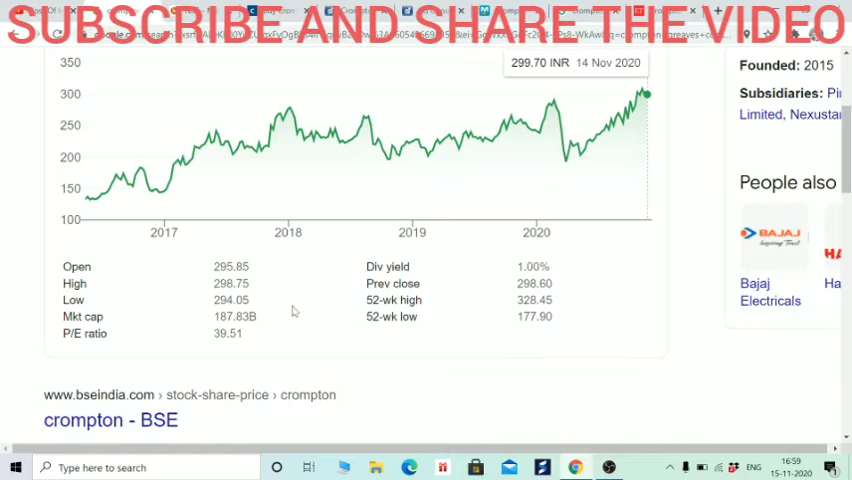 SUBSCRIBE AND SHARE THE VIDEO
350
300
250
200
150
100
299.70 INR 14 Nov 2020
2017
2018
2019
2020
Open 295.85
High 298.75
Low 294.05
Mkt cap 187.83B
P/E ratio 39.51
Div yield 1.00%
Prev close 298.60
52-wk high 328.45
52-wk low 177.90
www.bseindia.com › stock-share-price › crompton
crompton - BSE
Founded: 2015
Subsidiaries:
Limited, Nexustar
People also
BAJAJ
Inspiring Trust
Bajaj
Electricals
Type here to search
ENG
16:59
15-11-2020